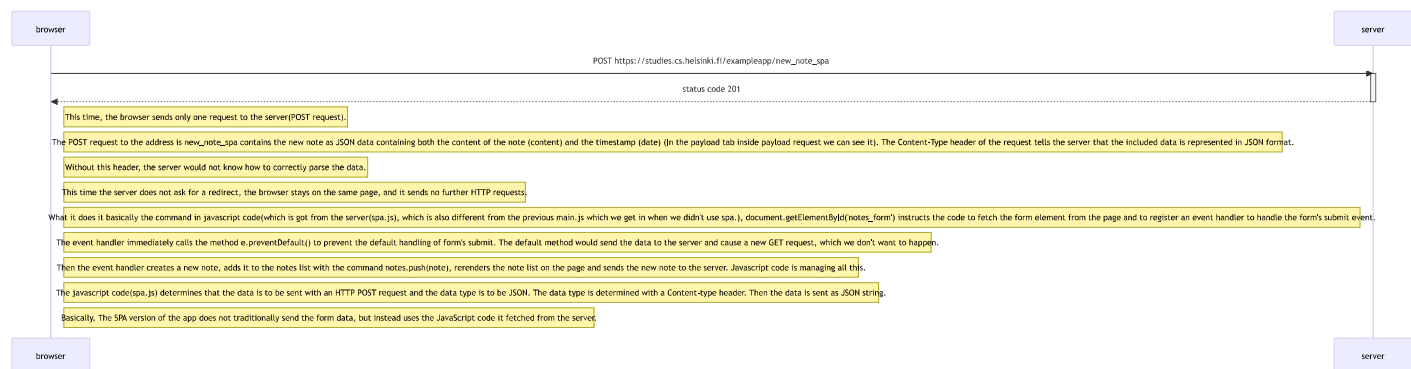 browser
server
POST https://studies.cs.helsinki.fi/exampleapp/new_note_spa
status code 201
This time, the browser sends only one request to the server(POST request).
The POST request to the address is new_note_spa contains the new note as JSON data containing both the content of the note (content) and the timestamp (date) (In the payload tab inside payload request we can see it). The Content-Type header of the request tells the server that the included data is represented in JSON format.
Without this header, the server would not know how to correctly parse the data.
This time the server does not ask for a redirect, the browser stays on the same page, and it sends no further HTTP requests.
What it does it basically the command in javascript code(which is got from the server(spa.js), which is also different from the previous main.js which we get in when we didn't use spa.), document.getElementById('notes_form') instructs the code to fetch the form element from the page and to register an event handler to handle the form's submit event.
The event handler immediately calls the method e.preventDefault() to prevent the default handling of form's submit. The default method would send the data to the server and cause a new GET request, which we don't want to happen.
Then the event handler creates a new note, adds it to the notes list with the command notes.push(note), rerenders the note list on the page and sends the new note to the server. Javascript code is managing all this.
The javascript code(spa.js) determines that the data is to be sent with an HTTP POST request and the data type is to be JSON. The data type is determined with a Content-type header. Then the data is sent as JSON string.
Basically, The SPA version of the app does not traditionally send the form data, but instead uses the JavaScript code it fetched from the server.
browser
server